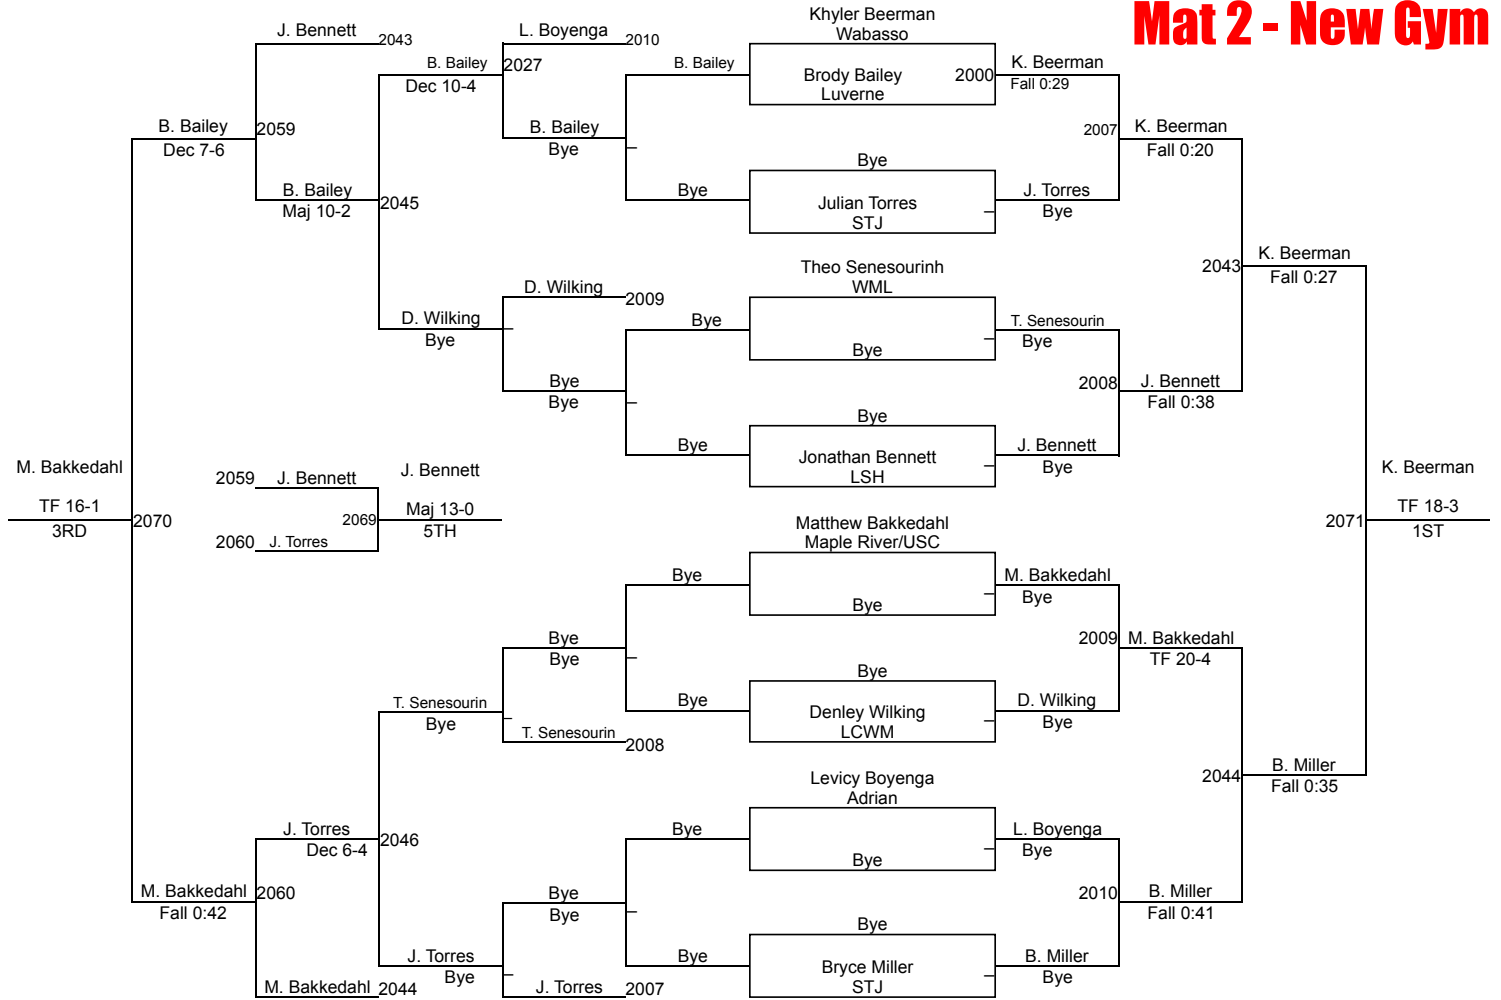 Mat 2 - New Gym
Khyler Beerman
Wabasso
J. Bennett
2043
L. Boyenga
2010
B. Bailey
Dec 10-4
2027
B. Bailey
Brody Bailey
2000
Luverne
K. Beerman
Fall 0:29
B. Bailey
Dec 7-6
2059
B. Bailey
Bye
2007
K. Beerman
Fall 0:20
Bye
B. Bailey
Maj 10-2
2045
Bye
Julian Torres
STJ
J. Torres
Bye
K. Beerman
Fall 0:27
2043
Theo Senesourinh
WML
D. Wilking
2009
D. Wilking
Bye
Bye
Bye
T. Senesourin
Bye
Bye
Bye
2008
J. Bennett
Fall 0:38
Bye
Bye
Jonathan Bennett
LSH
J. Bennett
Bye
M. Bakkedahl
TF 16-1
3RD
2070
2059
J. Bennett
2069
2060
J. Torres
J. Bennett
Maj 13-0
5TH
K. Beerman
TF 18-3
1ST
2071
Matthew Bakkedahl
Maple River/USC
Bye
Bye
M. Bakkedahl
Bye
Bye
Bye
2009
M. Bakkedahl
TF 20-4
Bye
Bye
Denley Wilking
LCWM
D. Wilking
Bye
T. Senesourin
Bye
T. Senesourin
2008
2044
B. Miller
Fall 0:35
Levicy Boyenga
Adrian
J. Torres
Dec 6-4
2046
Bye
Bye
L. Boyenga
Bye
M. Bakkedahl
Fall 0:42
2060
Bye
Bye
2010
B. Miller
Fall 0:41
Bye
J. Torres
Bye
Bye
Bryce Miller
STJ
B. Miller
Bye
M. Bakkedahl
2044
J. Torres
2007